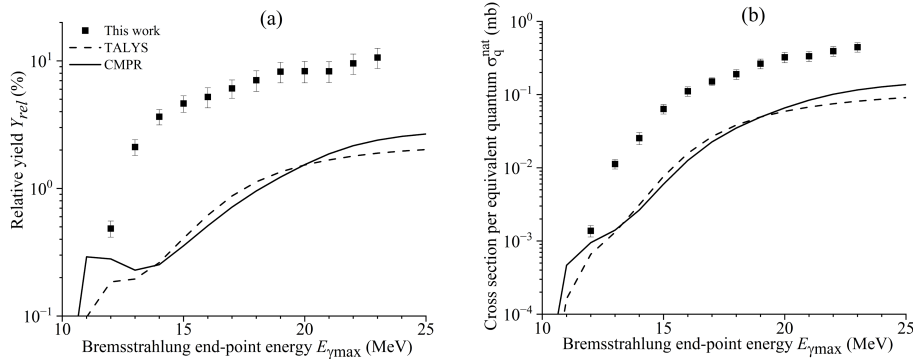 (a)
This work
TALYS
CMPR
Relative yield Y_rel (%)
10^1
10^0
10^-1
10 15 20 25
Bremsstrahlung end-point energy E_γmax (MeV)
(b)
Cross section per equivalent quantum σ_q^nat (mb)
10^0
10^-1
10^-2
10^-3
10^-4
10 15 20 25
Bremsstrahlung end-point energy E_γmax (MeV)